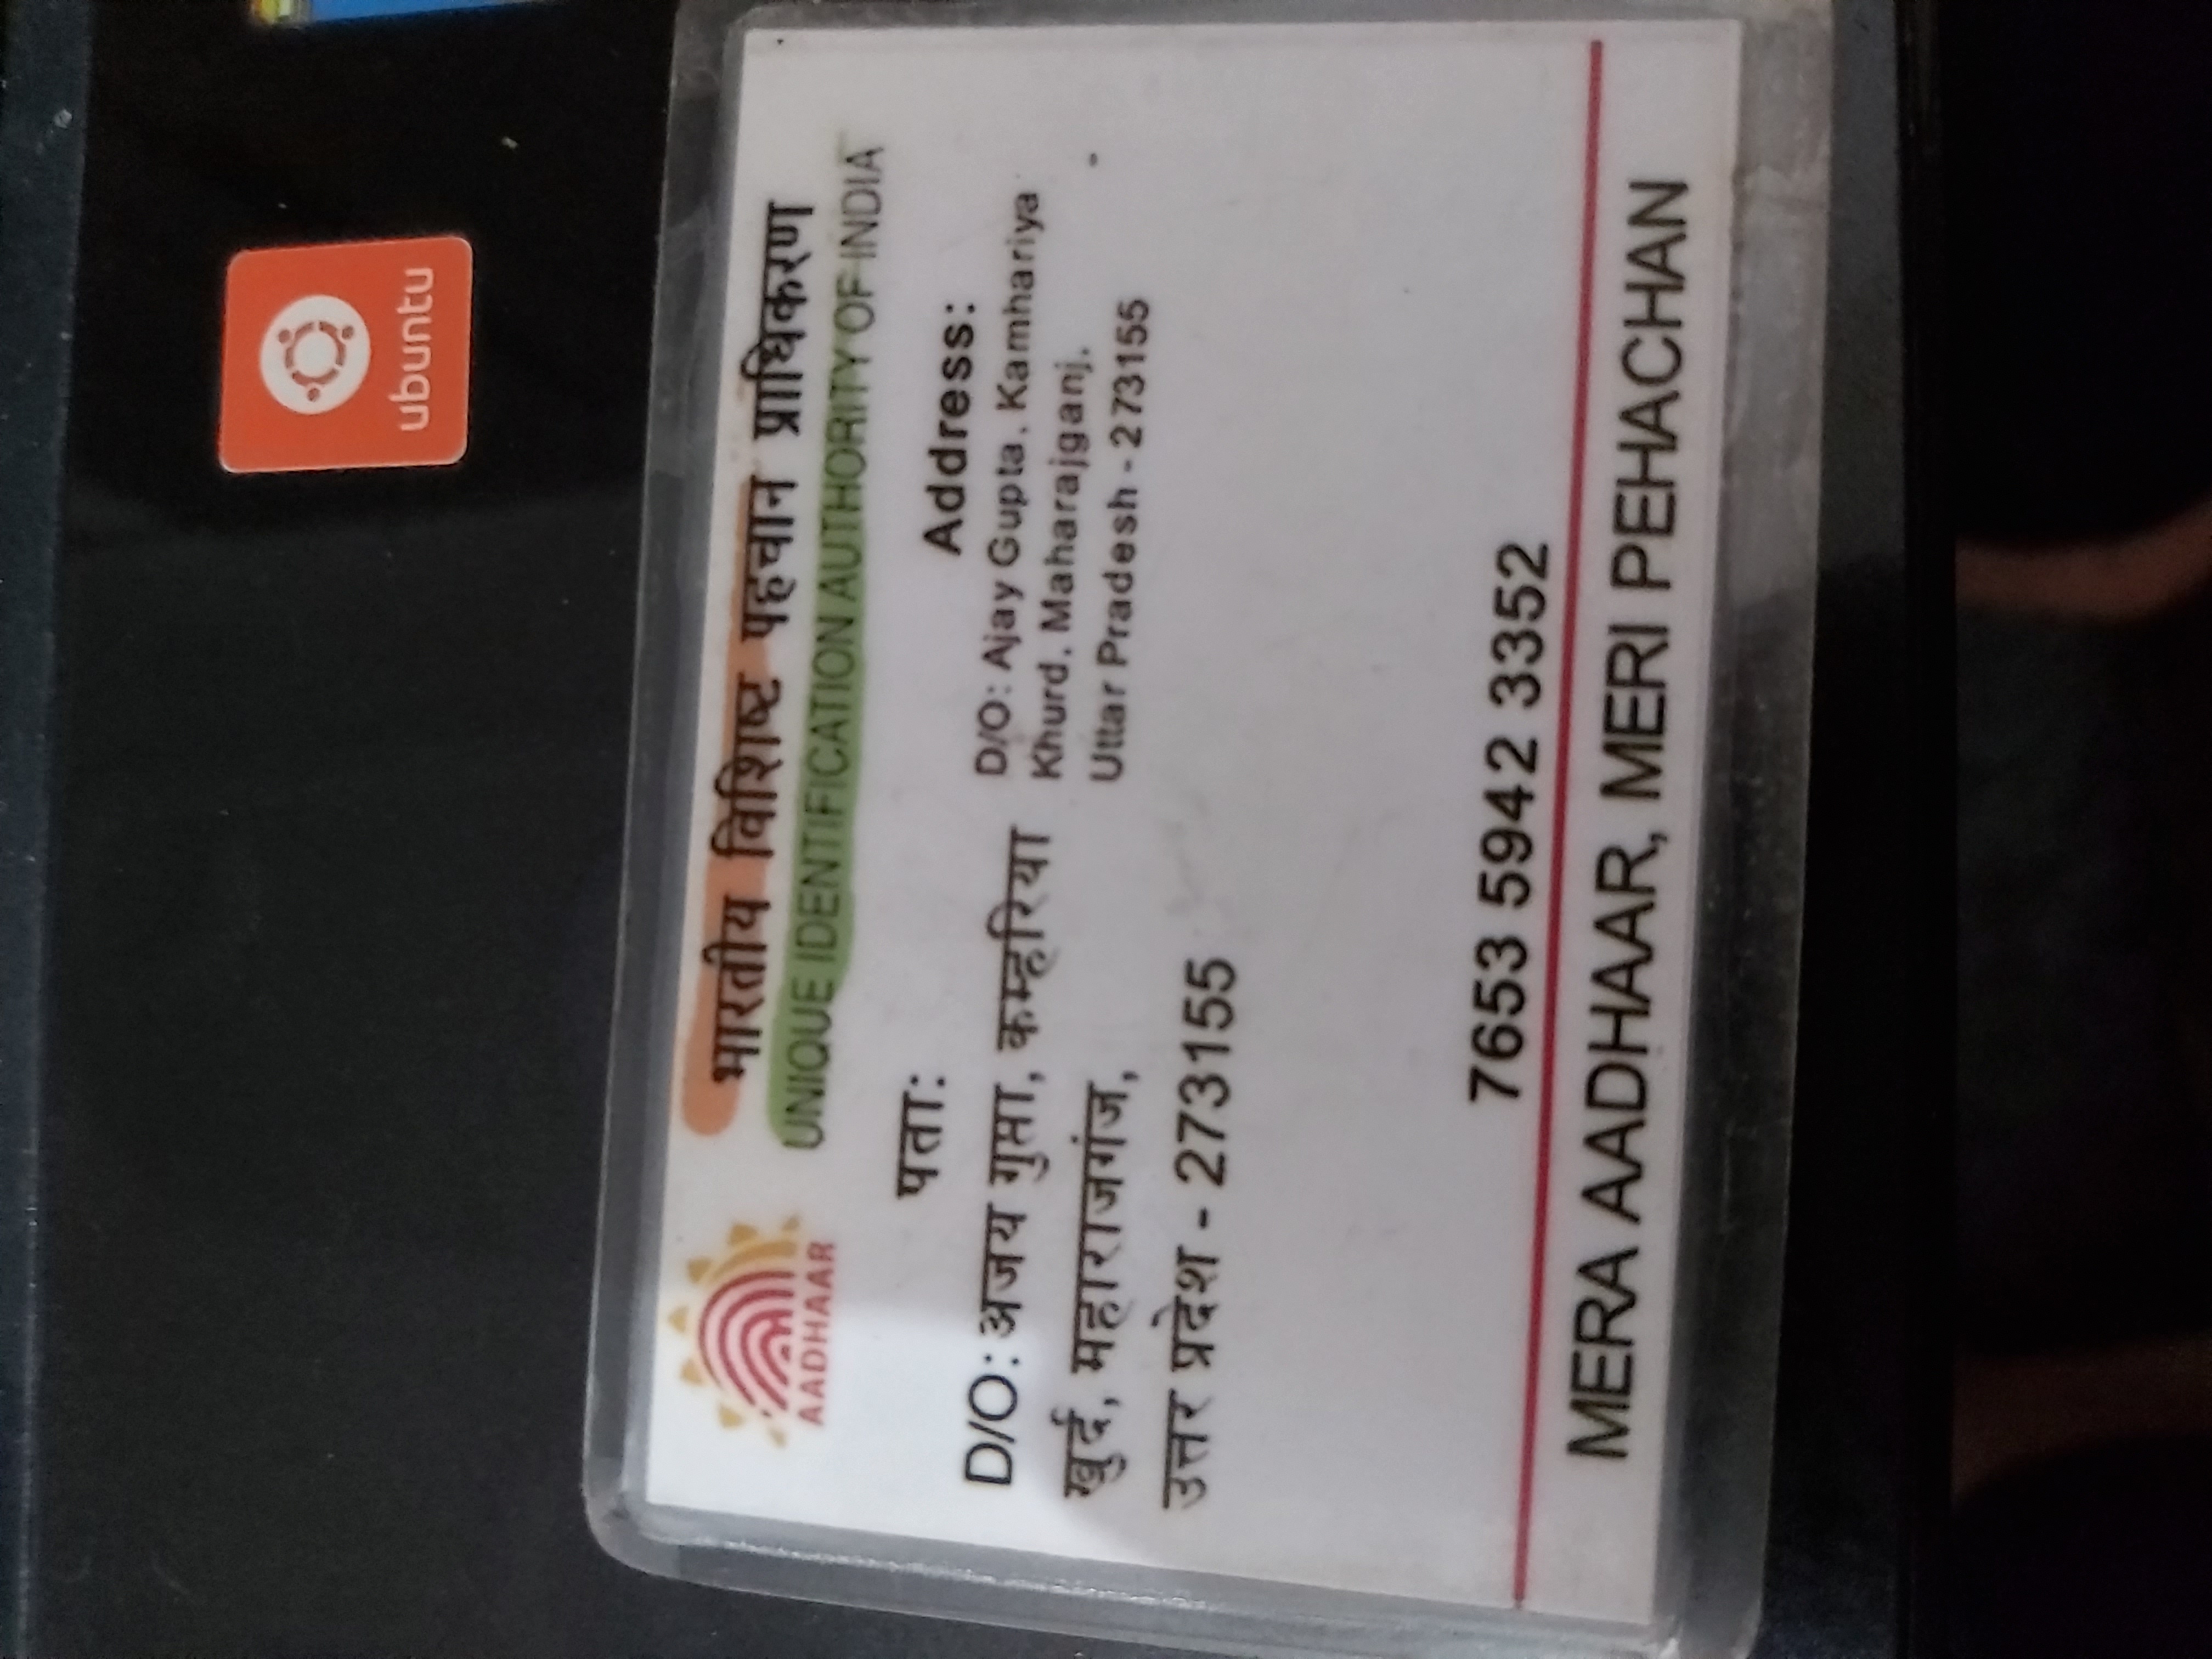 ubuntu
AADHAAR
भारतीय विशिष्ट पहचान प्राधिकरण
UNIQUE IDENTIFICATION AUTHORITY OF INDIA
पता:
D/O: अजय गुप्ता, कम्हरिया
खुर्द, महाराजगंज,
उत्तर प्रदेश - 273155
Address:
D/O: Ajay Gupta, Kamhariya
Khurd, Maharajganj,
Uttar Pradesh - 273155
7653 5942 3352
MERA AADHAAR, MERI PEHACHAN